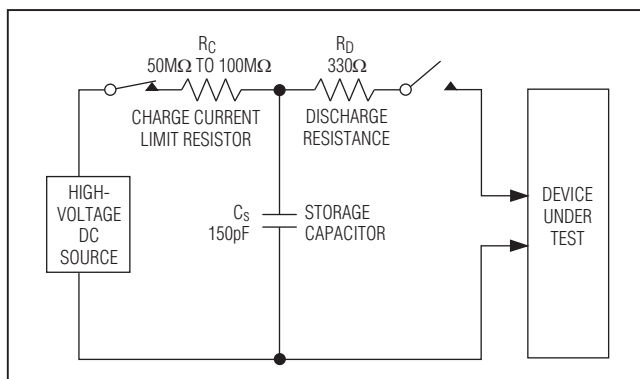 RC
50MΩ TO 100MΩ
CHARGE CURRENT
LIMIT RESISTOR
RD
330Ω
DISCHARGE
RESISTANCE
HIGH-
VOLTAGE
DC
SOURCE
CS
150pF
STORAGE
CAPACITOR
DEVICE
UNDER
TEST